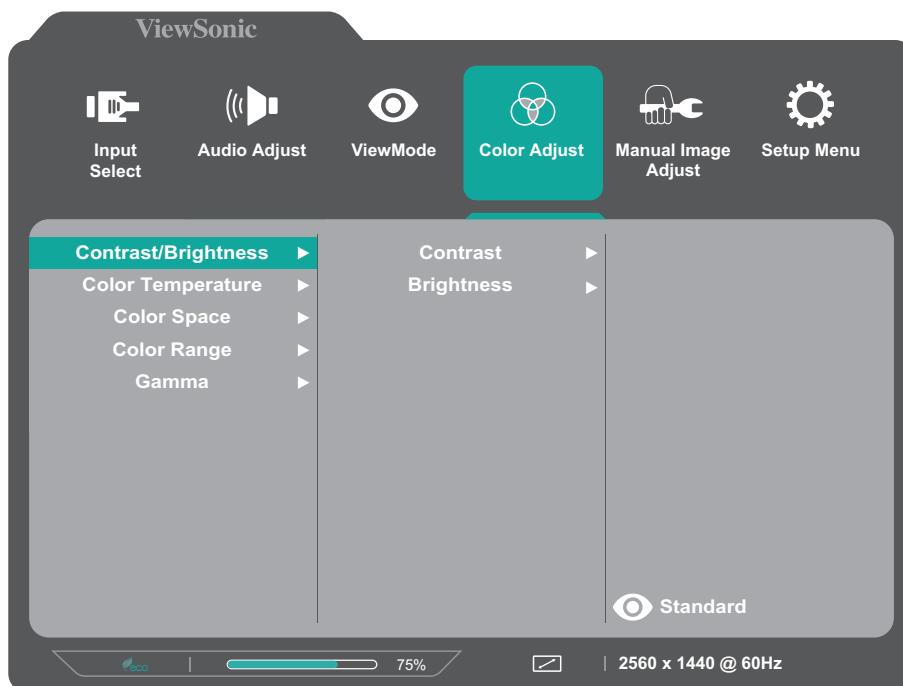 ViewSonic
Input Select
Audio Adjust
ViewMode
Color Adjust
Manual Image Adjust
Setup Menu
Contrast/Brightness
Contrast
Color Temperature
Brightness
Color Space
Color Range
Gamma
Standard
eco
75%
2560 x 1440 @ 60Hz